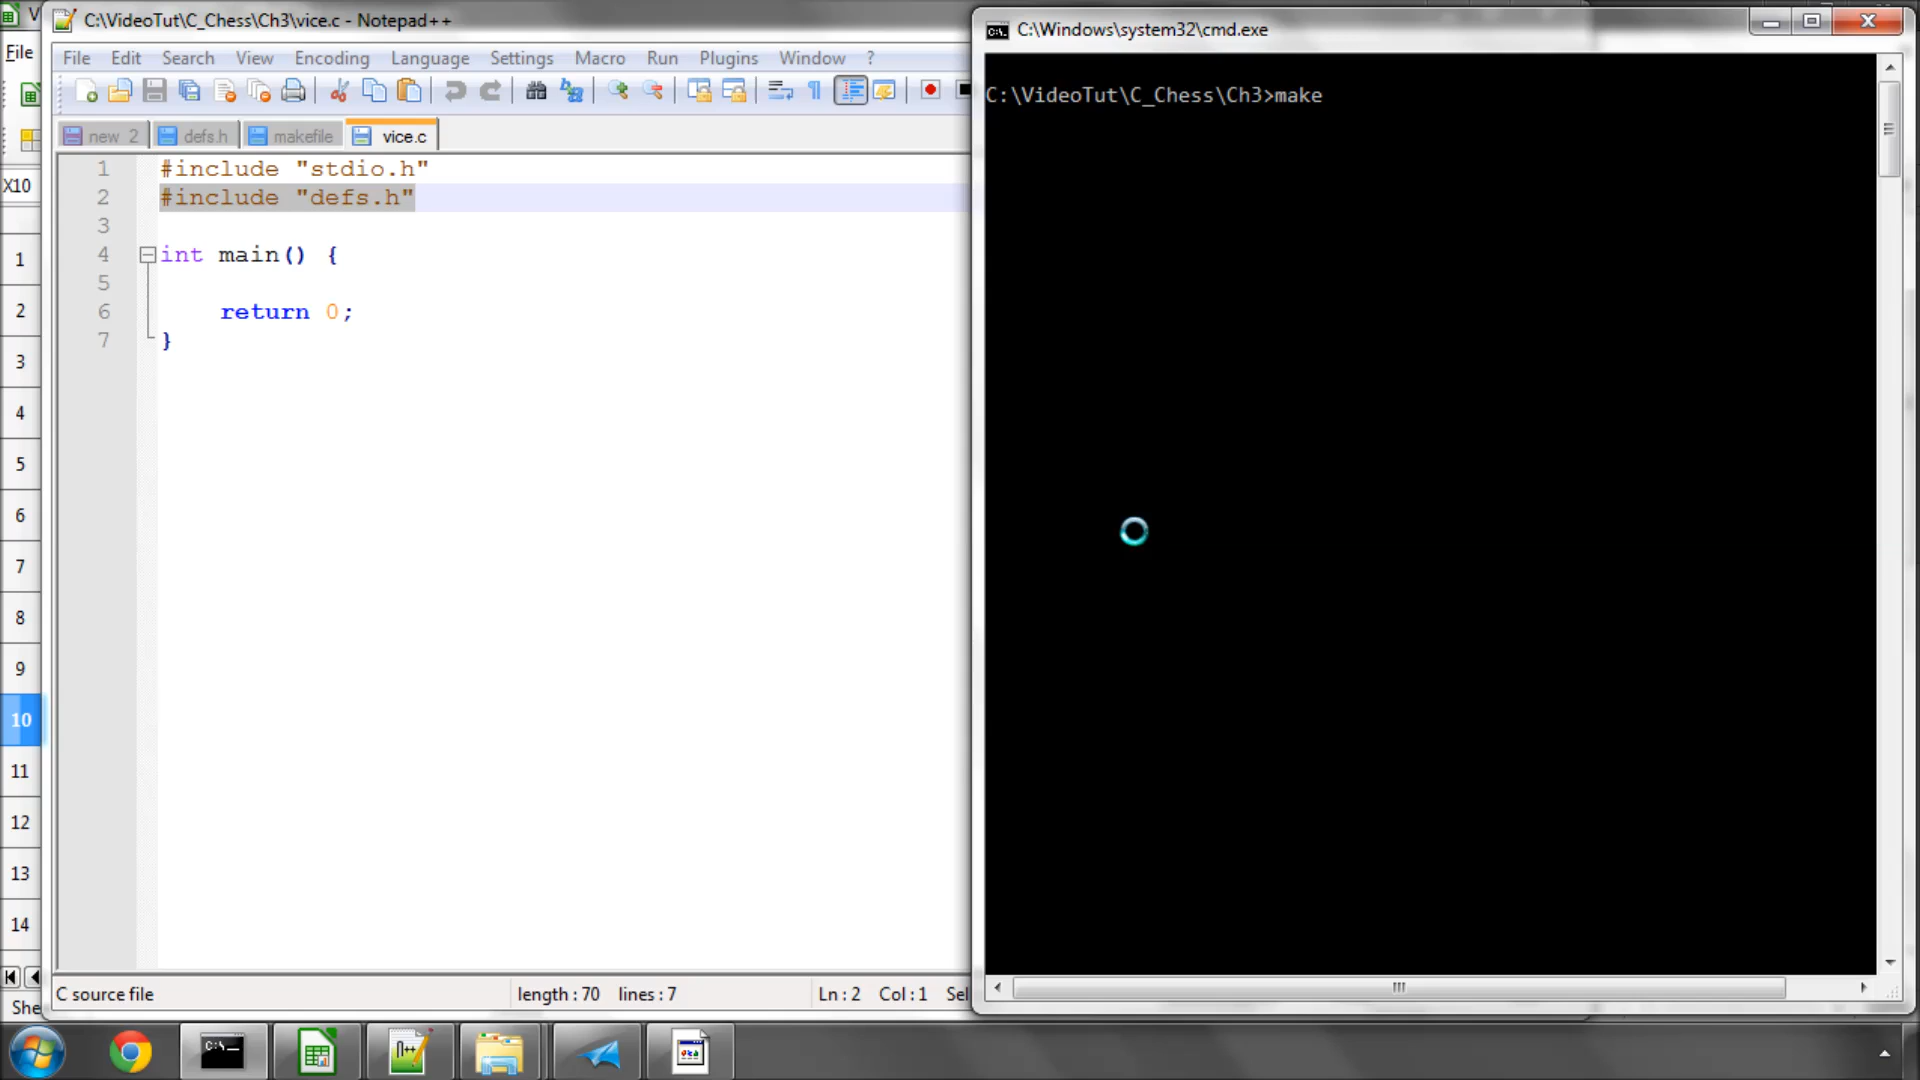 C:\VideoTut\C_Chess\Ch3\vice.c - Notepad++
File Edit Search View Encoding Language Settings Macro Run Plugins Window ?
new 2 defs.h makefile vice.c
1 #include "stdio.h"
2 #include "defs.h"
3
4 int main() {
5
6 return 0;
7 }
C source file length : 70 lines : 7 Ln : 2 Col : 1 Sel
C:\Windows\system32\cmd.exe
C:\VideoTut\C_Chess\Ch3>make
File
X10
1
2
3
4
5
6
7
8
9
10
11
12
13
14
She
C:\_